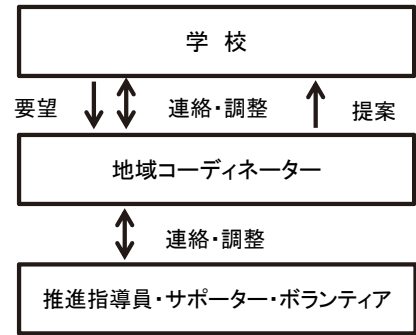 学 校
要望 連絡・調整 提案
地域コーディネーター
連絡・調整
推進指導員・サポーター・ボランティア